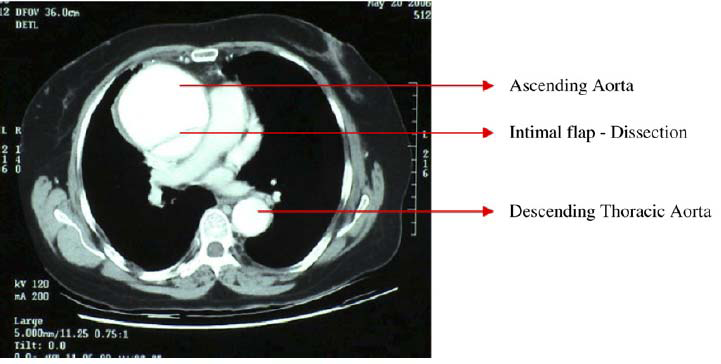 12 DFOV 36.0cm
DETL
May 20 2006
512
Ascending Aorta
Intimal flap - Dissection
Descending Thoracic Aorta
L R
2 1
1 4
6 0
L
2
1
6
kV 120
mA 200
Large
5.000mm/11.25 0.75:1
Tilt: 0.0